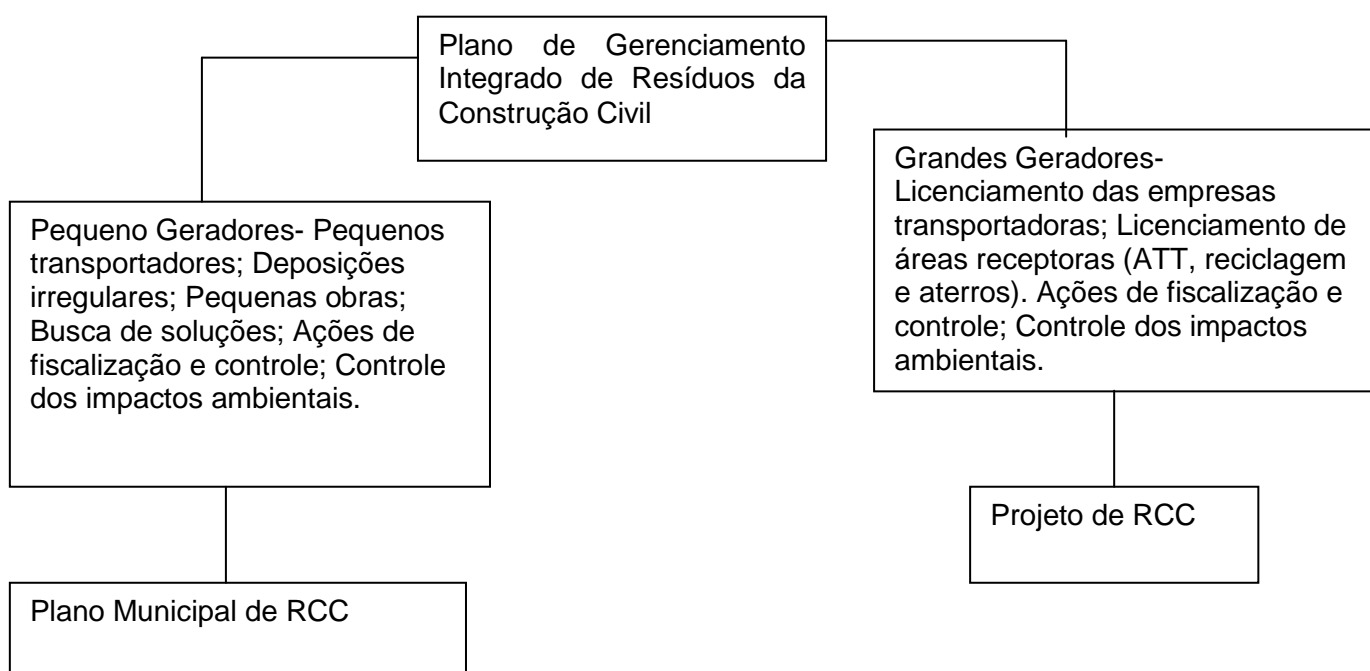 Plano de Gerenciamento
Integrado de Resíduos da
Construção Civil
Grandes Geradores-
Licenciamento das empresas
transportadoras; Licenciamento de
áreas receptoras (ATT, reciclagem
e aterros). Ações de fiscalização e
controle; Controle dos impactos
ambientais.
Pequeno Geradores- Pequenos
transportadores; Deposições
irregulares; Pequenas obras;
Busca de soluções; Ações de
fiscalização e controle; Controle
dos impactos ambientais.
Projeto de RCC
Plano Municipal de RCC